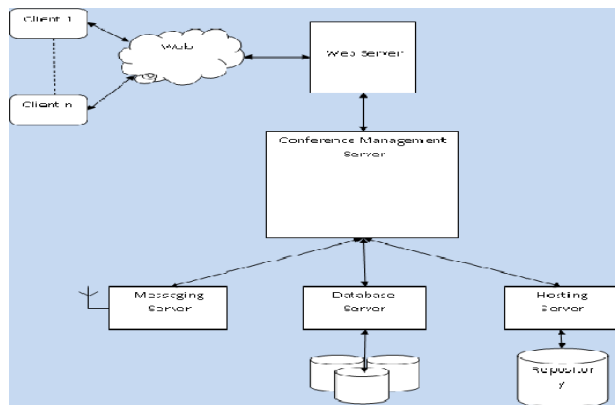 Client 1
Web
Web Server
Client n
Conference Management
Server
Messaging
Server
Database
Server
Hosting
Server
Repositor
y